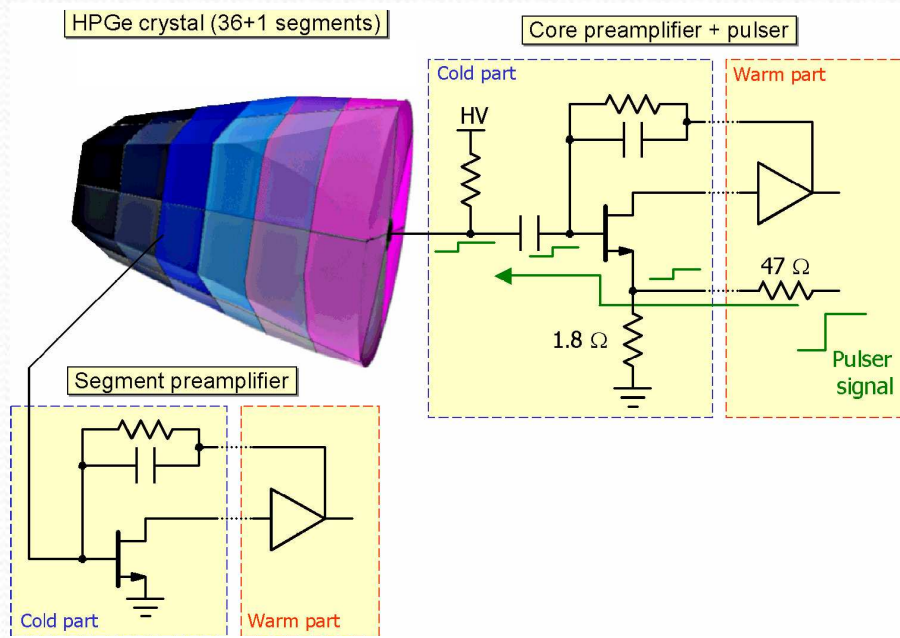 HPGe crystal (36+1 segments)
Core preamplifier + pulser
Cold part
Warm part
HV
47 Ω
1.8 Ω
Pulser
signal
Segment preamplifier
Cold part
Warm part